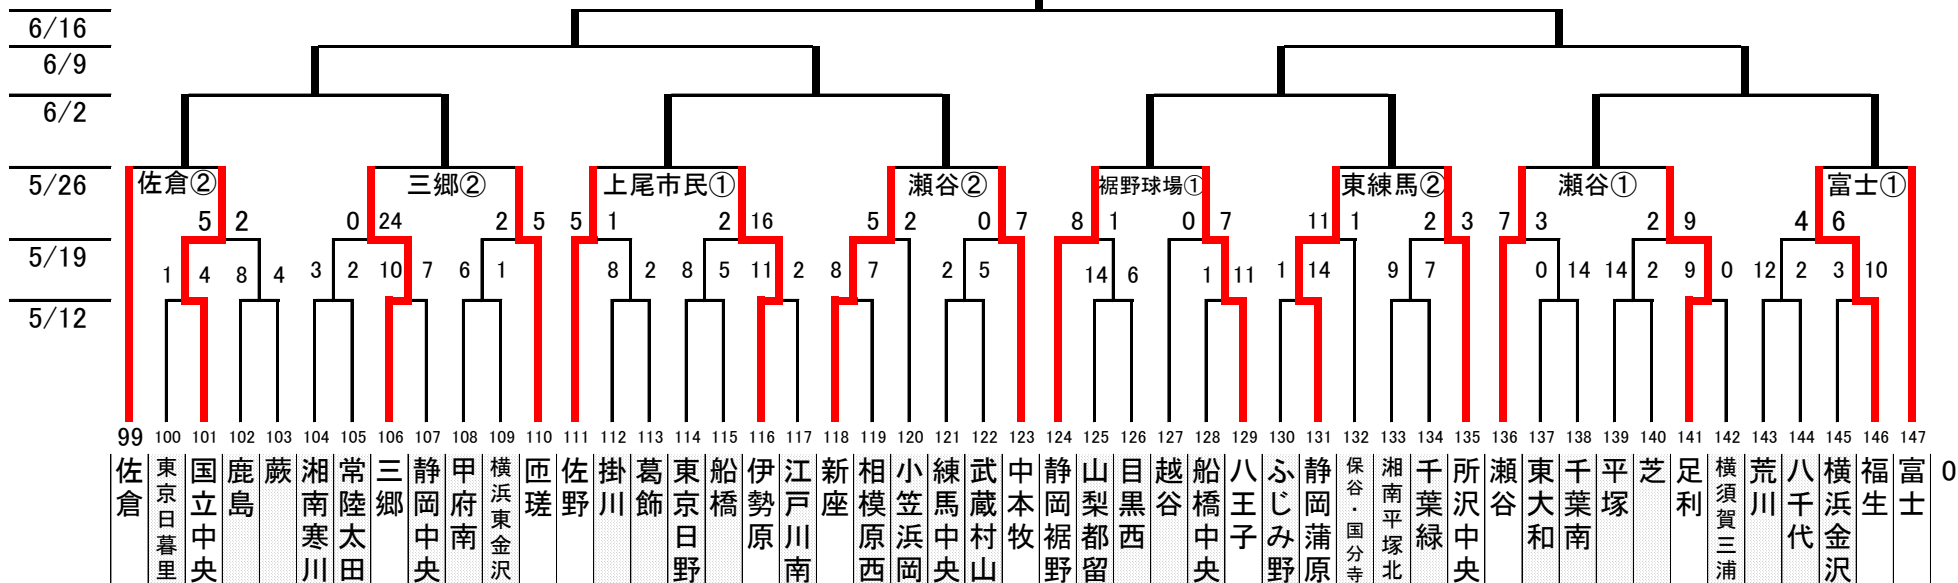 6/16
6/9
6/2
5/26
佐倉②
三郷②
上尾市民①
瀬谷②
裾野球場①
東練馬②
瀬谷①
富士①
5 2 0 24 2 5 5 1 2 16 5 2 0 7 8 1 0 7 11 1 2 3 7 3 2 9 4 6
5/19
1 4 8 4 3 2 10 7 6 1 8 2 8 5 11 2 8 7 2 5 14 6 1 11 1 14 9 7 0 14 14 2 9 0 12 2 3 10
5/12
99 100 101 102 103 104 105 106 107 108 109 110 111 112 113 114 115 116 117 118 119 120 121 122 123 124 125 126 127 128 129 130 131 132 133 134 135 136 137 138 139 140 141 142 143 144 145 146 147
佐倉
東京日暮里
国立中央
鹿島
蕨
湘南寒川
常陸太田
三郷
静岡中央
甲府南
横浜東金沢
匝瑳
佐野
掛川
葛飾
東京日野
船橋
伊勢原
江戸川南
新座
相模原西
小笠浜岡
練馬中央
武蔵村山
中本牧
静岡裾野
山梨都留
目黒西
越谷
船橋中央
八王子
ふじみ野
静岡蒲原
保谷・国分寺
湘南平塚北
千葉緑
所沢中央
瀬谷
東大和
千葉南
平塚
芝
足利
横須賀三浦
荒川
八千代
横浜金沢
福生
富士
0